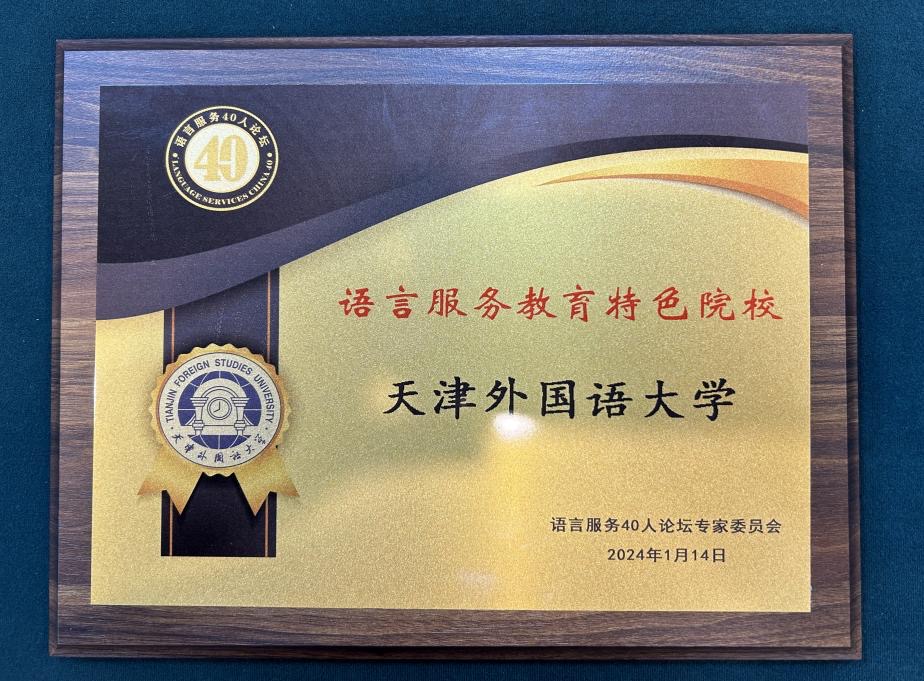 语言服务40人论坛
40
LANGUAGE SERVICES CHINA 40
语言服务教育特色院校
天津外国语大学
TIANJIN FOREIGN STUDIES UNIVERSITY
天津外国语大学
语言服务40人论坛专家委员会
2024年1月14日